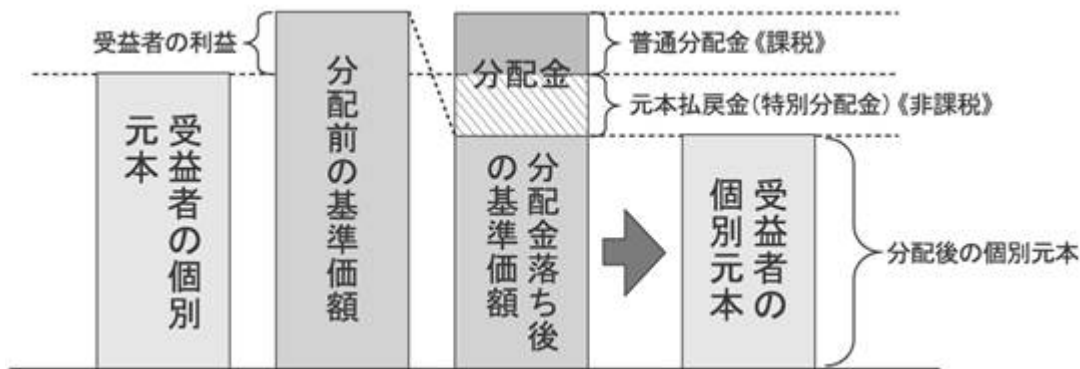 受益者の利益
受益者の個別
元本
分配前の基準価額
分配金
分配金落ち後
の基準価額
普通分配金《課税》
元本払戻金(特別分配金)《非課税》
受益者の
個別元本
分配後の個別元本